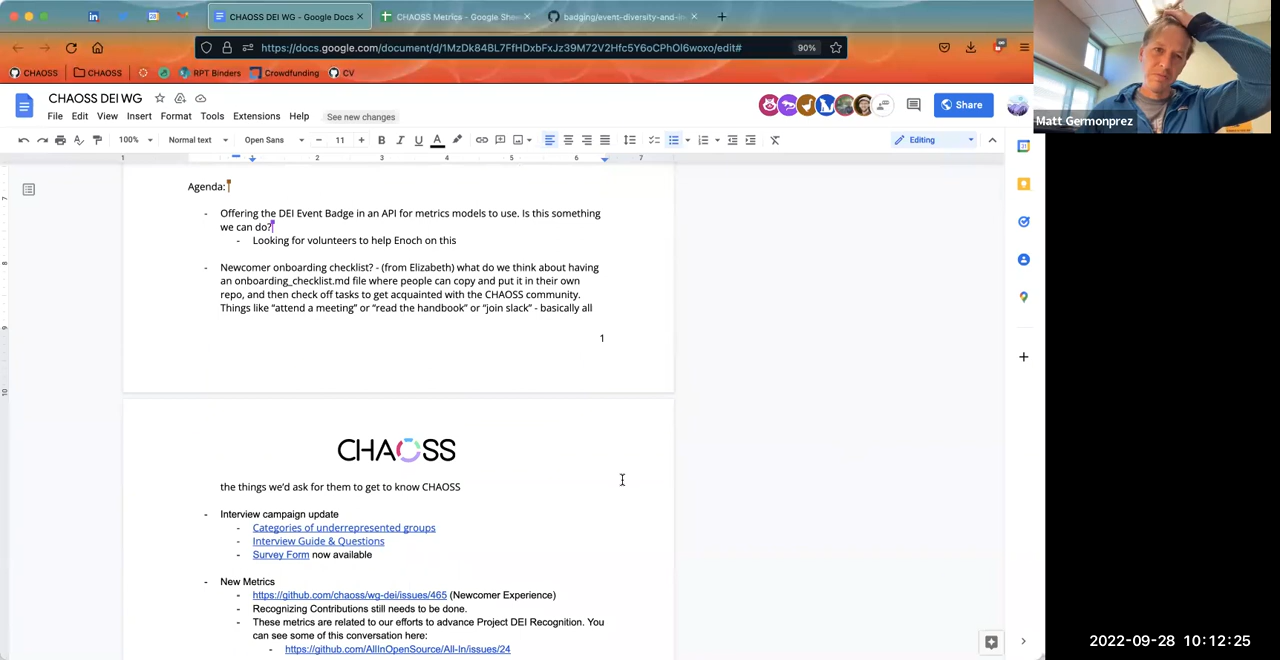 CHAOSS DEI WG - Google Docs
CHAOSS Metrics - Google She
badging/event-diversity-and-in
https://docs.google.com/document/d/1MzDk84BL7FfHDxbFxJz39M72V2Hfc5Y6oCPhOI6woxo/edit#
90%
CHAOSS
CHAOSS
RPT Binders
Crowdfunding
CV
CHAOSS DEI WG
File Edit View Insert Format Tools Extensions Help
See new changes
Share
Matt Germonprez
100%
Normal text
Open Sans
11
Editing
1 2 3 4 5 6 7
Agenda:
- Offering the DEI Event Badge in an API for metrics models to use. Is this something
we can do?
- Looking for volunteers to help Enoch on this
- Newcomer onboarding checklist? - (from Elizabeth) what do we think about having
an onboarding_checklist.md file where people can copy and put it in their own
repo, and then check off tasks to get acquainted with the CHAOSS community.
Things like “attend a meeting” or “read the handbook” or “join slack” - basically all
1
CHAOSS
the things we’d ask for them to get to know CHAOSS
- Interview campaign update
- Categories of underrepresented groups
- Interview Guide & Questions
- Survey Form now available
- New Metrics
- https://github.com/chaoss/wg-dei/issues/465 (Newcomer Experience)
- Recognizing Contributions still needs to be done.
- These metrics are related to our efforts to advance Project DEI Recognition. You
can see some of this conversation here:
- https://github.com/AllInOpenSource/All-In/issues/24
2022-09-28 10:12:25